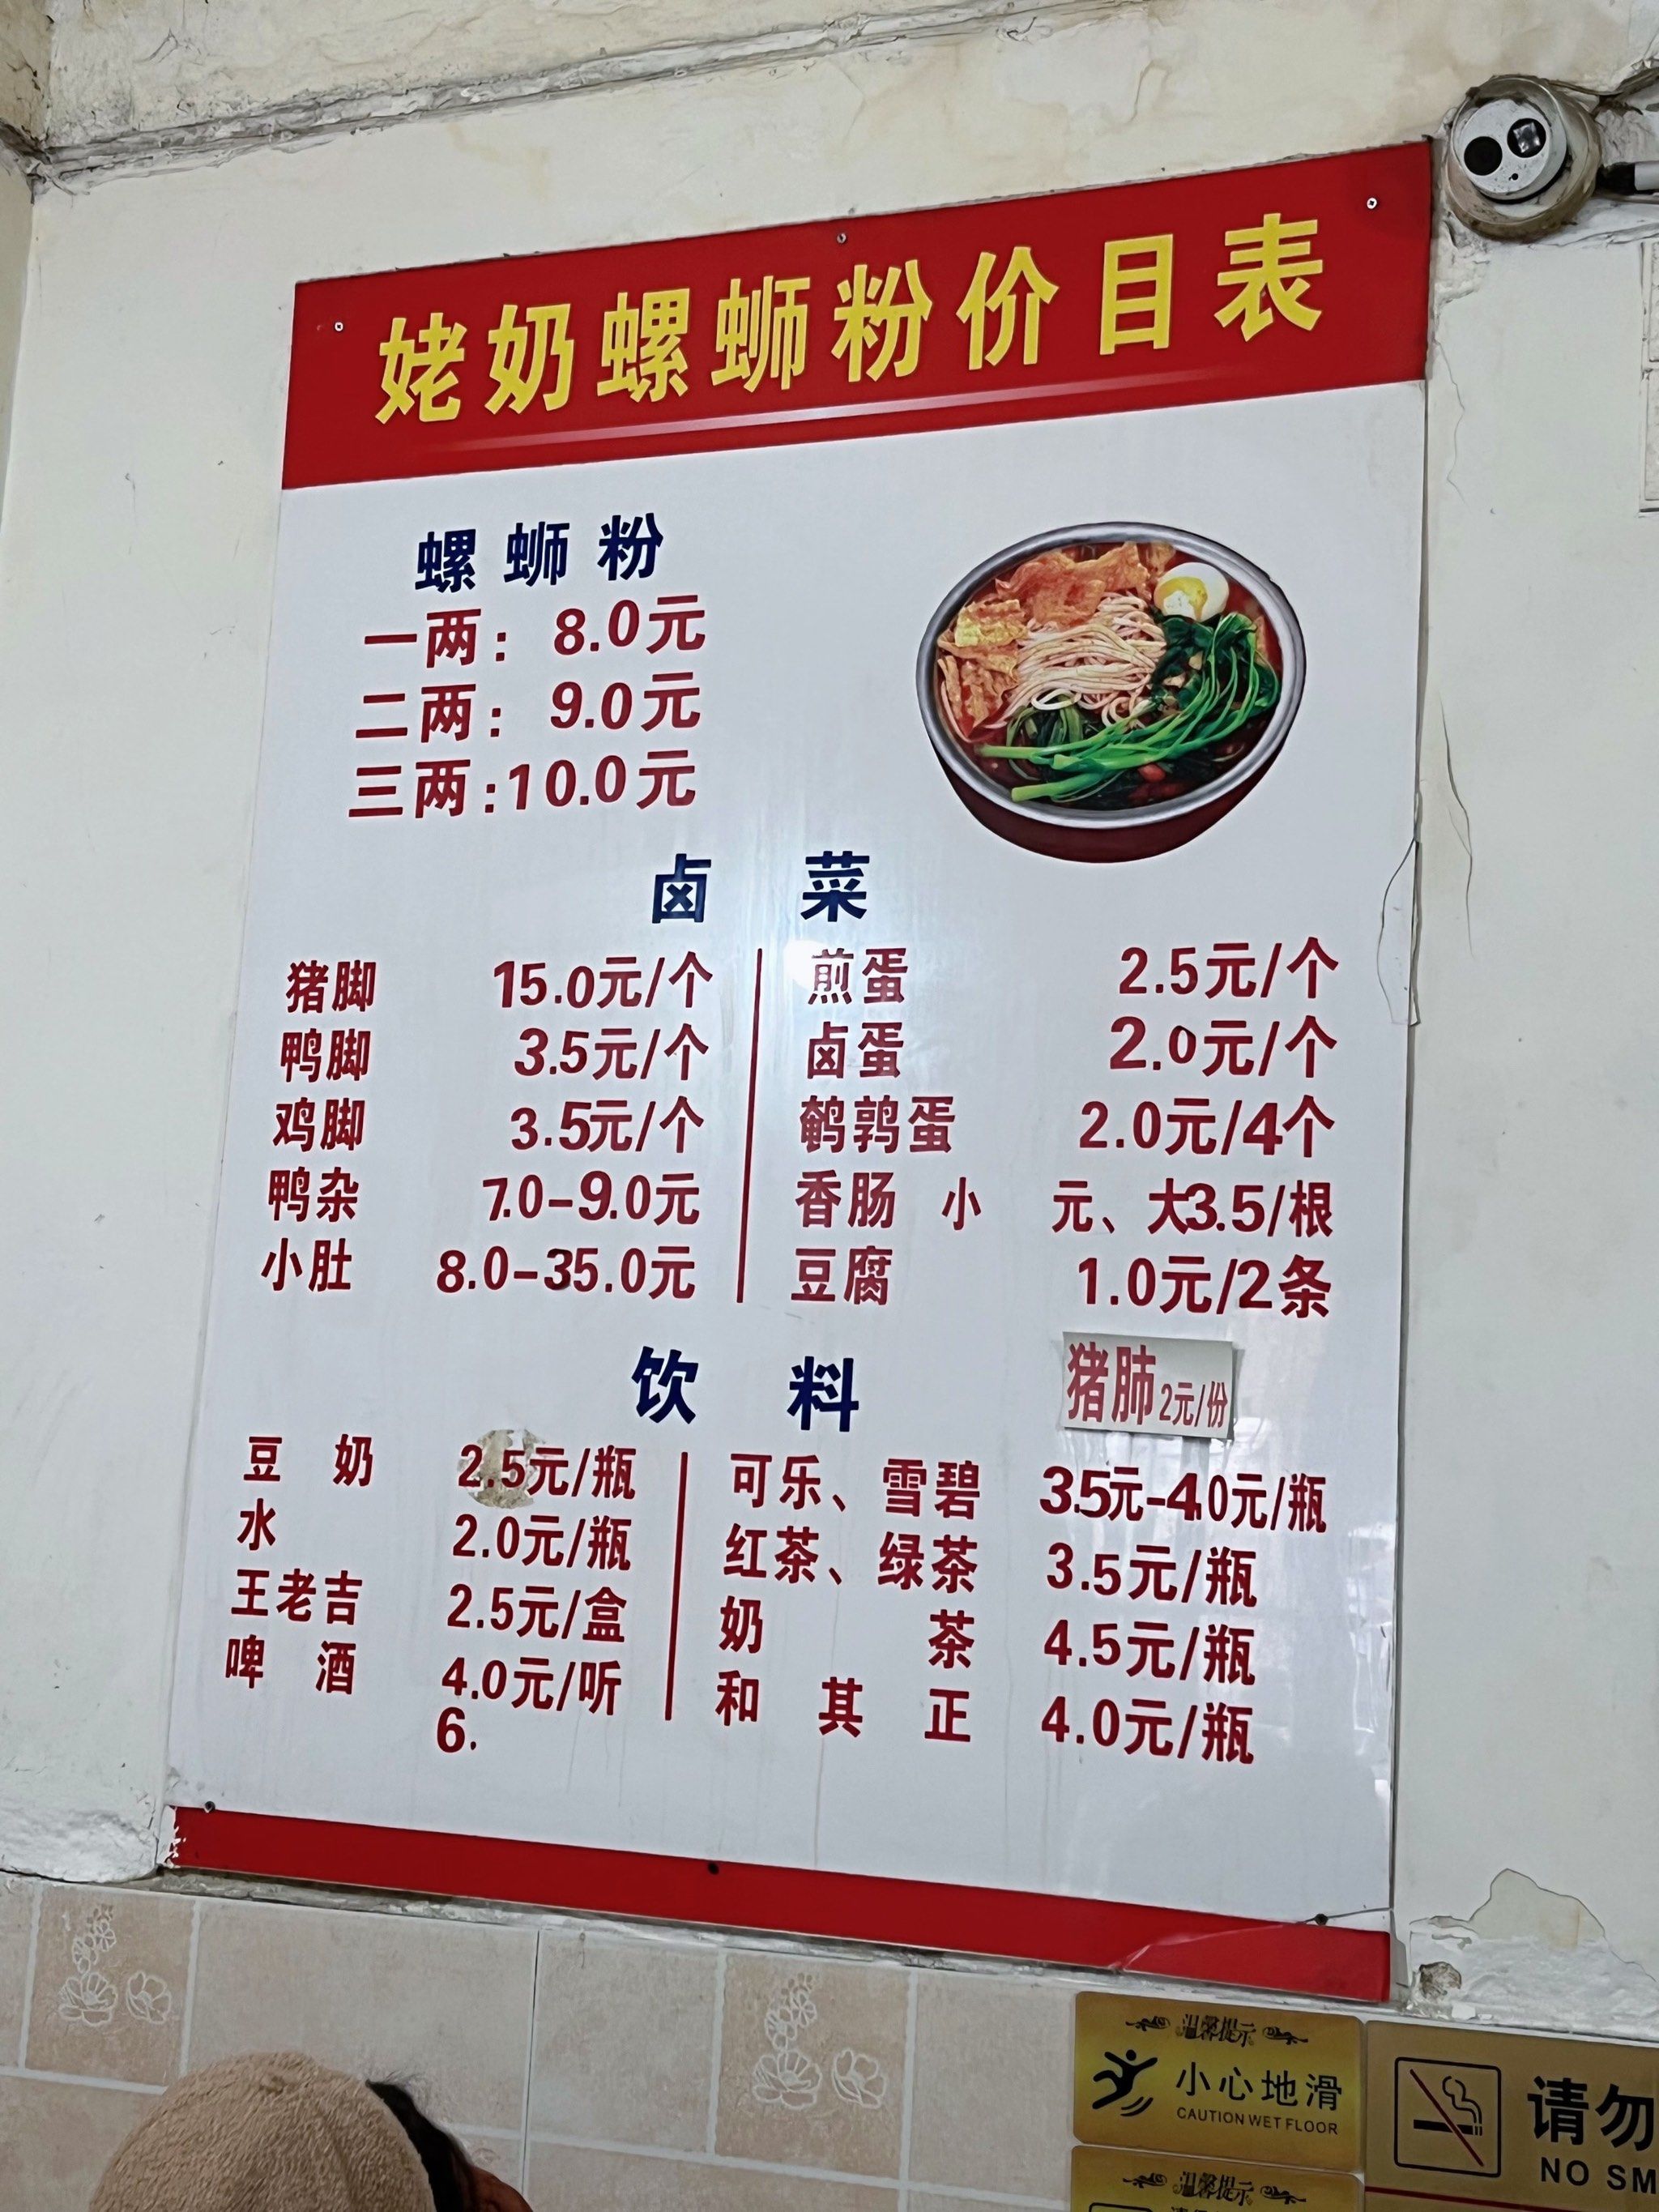 姥奶螺蛳粉价目表
螺蛳粉
一两：8.0元
二两：9.0元
三两:10.0元
卤 菜
猪脚 15.0元/个
鸭脚 3.5元/个
鸡脚 3.5元/个
鸭杂 7.0-9.0元
小肚 8.0-35.0元
煎蛋 2.5元/个
卤蛋 2.0元/个
鹌鹑蛋 2.0元/4个
香肠 小 元、大3.5/根
豆腐 1.0元/2条
猪肺 2元/份
饮 料
豆 奶 2.5元/瓶
水 2.0元/瓶
王老吉 2.5元/盒
啤 酒 4.0元/听
6.
可乐、雪碧 3.5元-4.0元/瓶
红茶、绿茶 3.5元/瓶
奶 茶 4.5元/瓶
和 其 正 4.0元/瓶
温馨提示
小心地滑
CAUTION WET FLOOR
请勿
NO SM
温馨提示